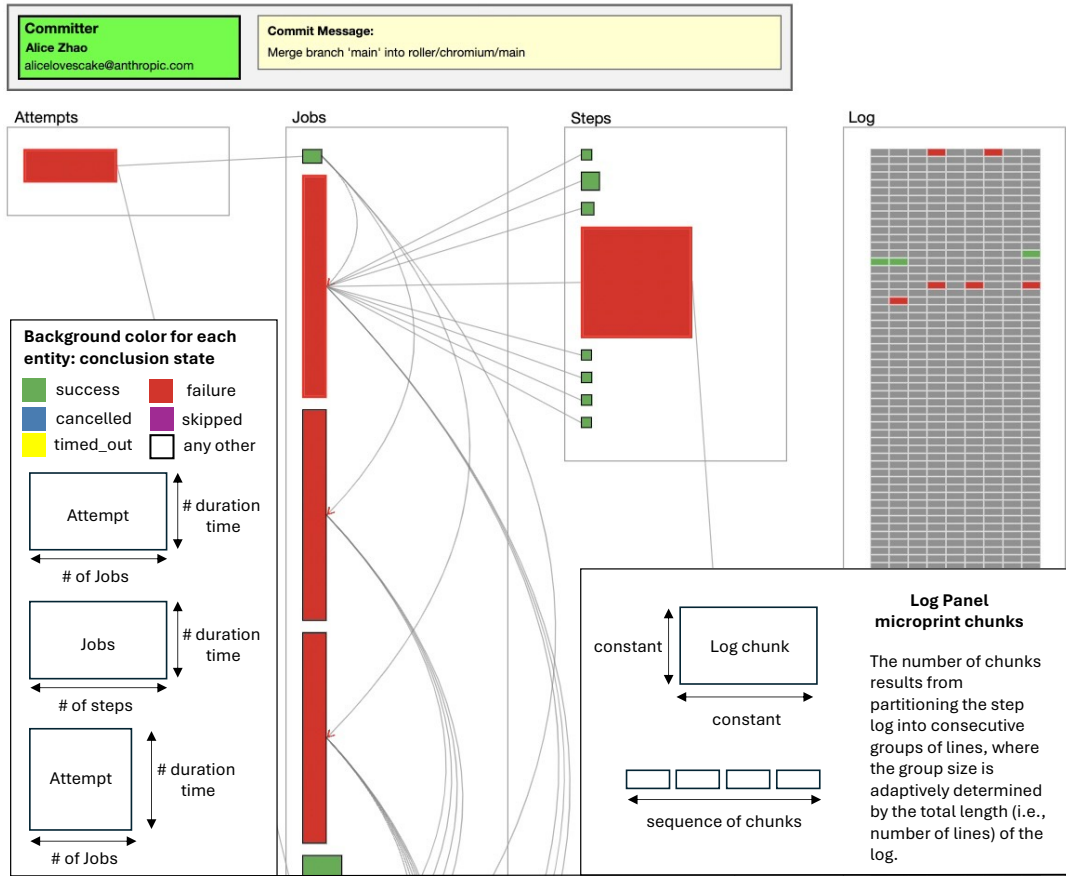 Committer
Alice Zhao
alicelovescake@anthropic.com
Commit Message:
Merge branch 'main' into roller/chromium/main
Attempts
Jobs
Steps
Log
Background color for each
entity: conclusion state
success
failure
cancelled
skipped
timed_out
any other
Attempt
# duration
time
# of Jobs
Jobs
# duration
time
# of steps
Attempt
# duration
time
# of Jobs
constant
Log chunk
constant
sequence of chunks
Log Panel
microprint chunks
The number of chunks
results from
partitioning the step
log into consecutive
groups of lines, where
the group size is
adaptively determined
by the total length (i.e.,
number of lines) of the
log.